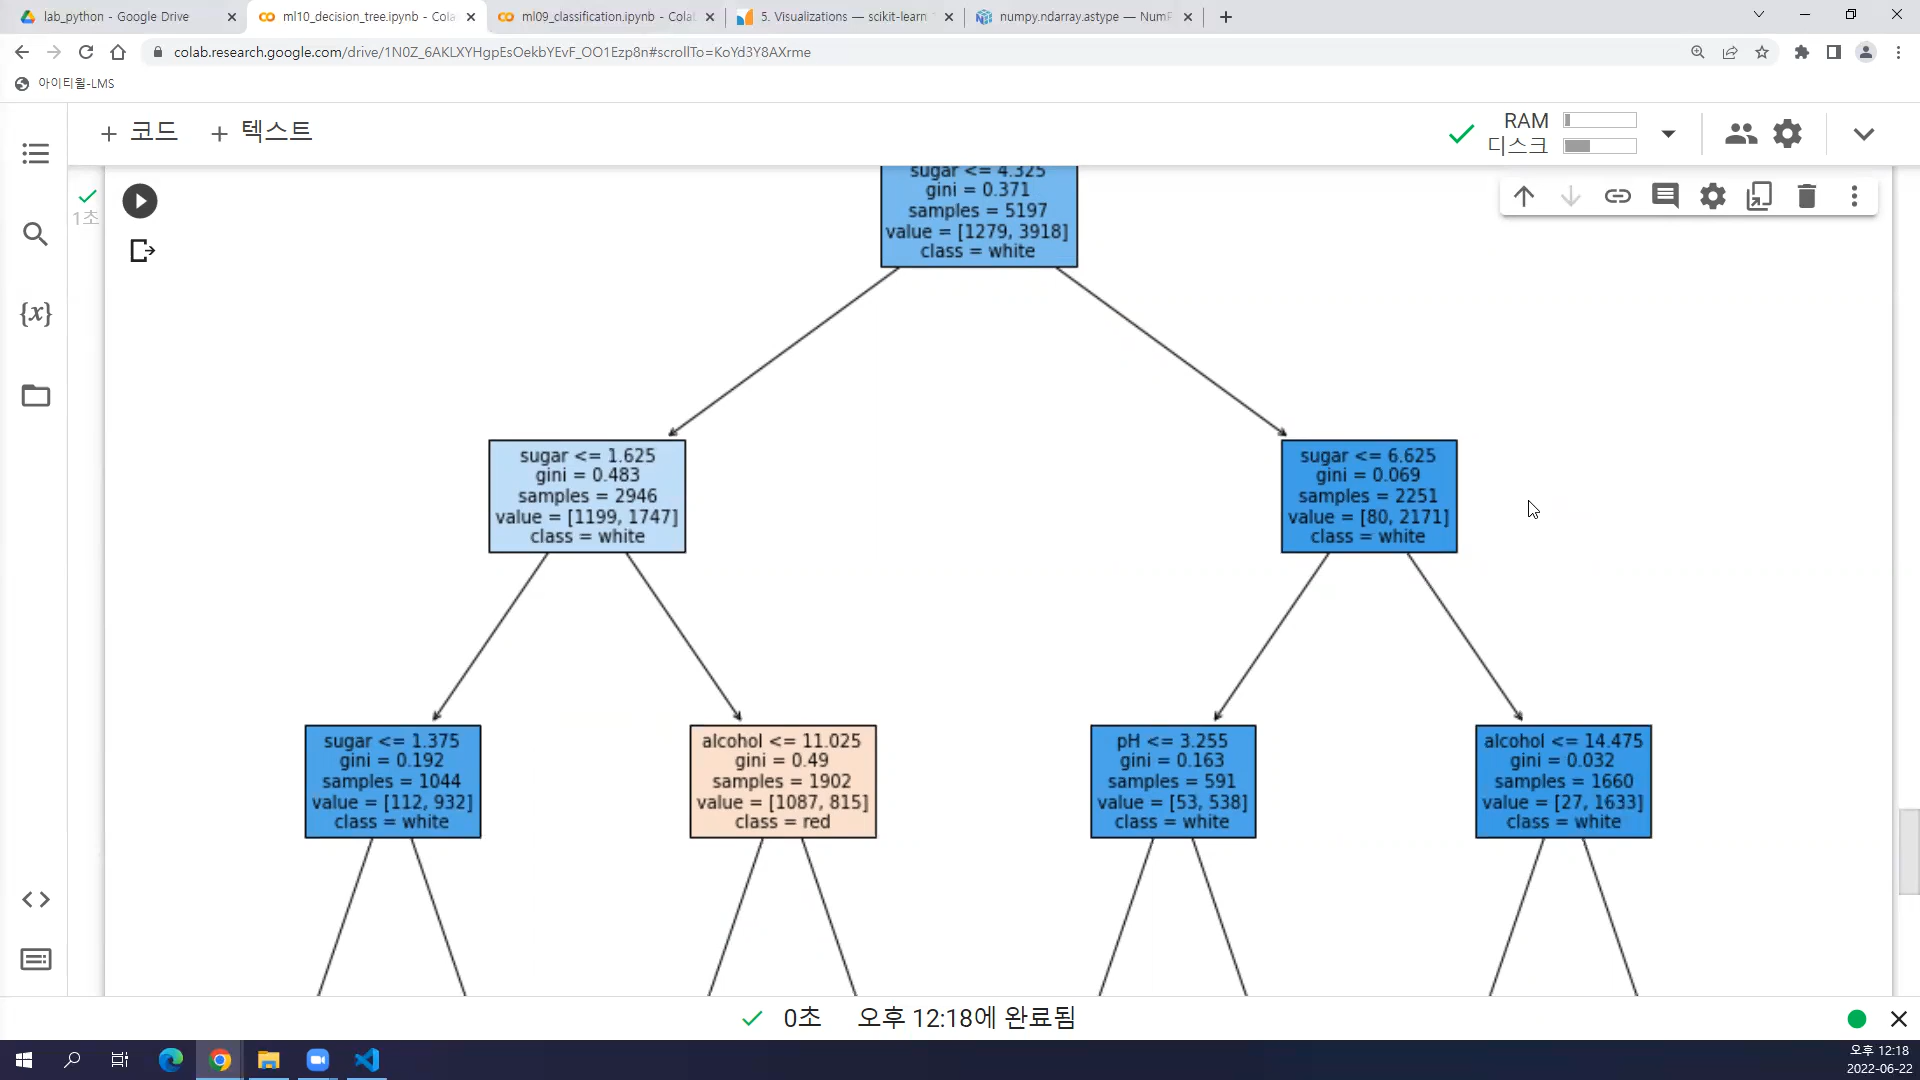 lab_python - Google Drive
ml10_decision_tree.ipynb - Cola
ml09_classification.ipynb - Cola
5. Visualizations — scikit-learn
numpy.ndarray.astype — NumP
colab.research.google.com/drive/1N0Z_6AKLXYHgpEsOekbYEvF_OO1Ezp8n#scrollTo=KoYd3Y8AXrme
아이티윌-LMS
+ 코드
+ 텍스트
RAM
디스크
1초
sugar <= 4.325
gini = 0.371
samples = 5197
value = [1279, 3918]
class = white
sugar <= 1.625
gini = 0.483
samples = 2946
value = [1199, 1747]
class = white
sugar <= 6.625
gini = 0.069
samples = 2251
value = [80, 2171]
class = white
sugar <= 1.375
gini = 0.192
samples = 1044
value = [112, 932]
class = white
alcohol <= 11.025
gini = 0.49
samples = 1902
value = [1087, 815]
class = red
pH <= 3.255
gini = 0.163
samples = 591
value = [53, 538]
class = white
alcohol <= 14.475
gini = 0.032
samples = 1660
value = [27, 1633]
class = white
{x}
0초 오후 12:18에 완료됨
오후 12:18
2022-06-22